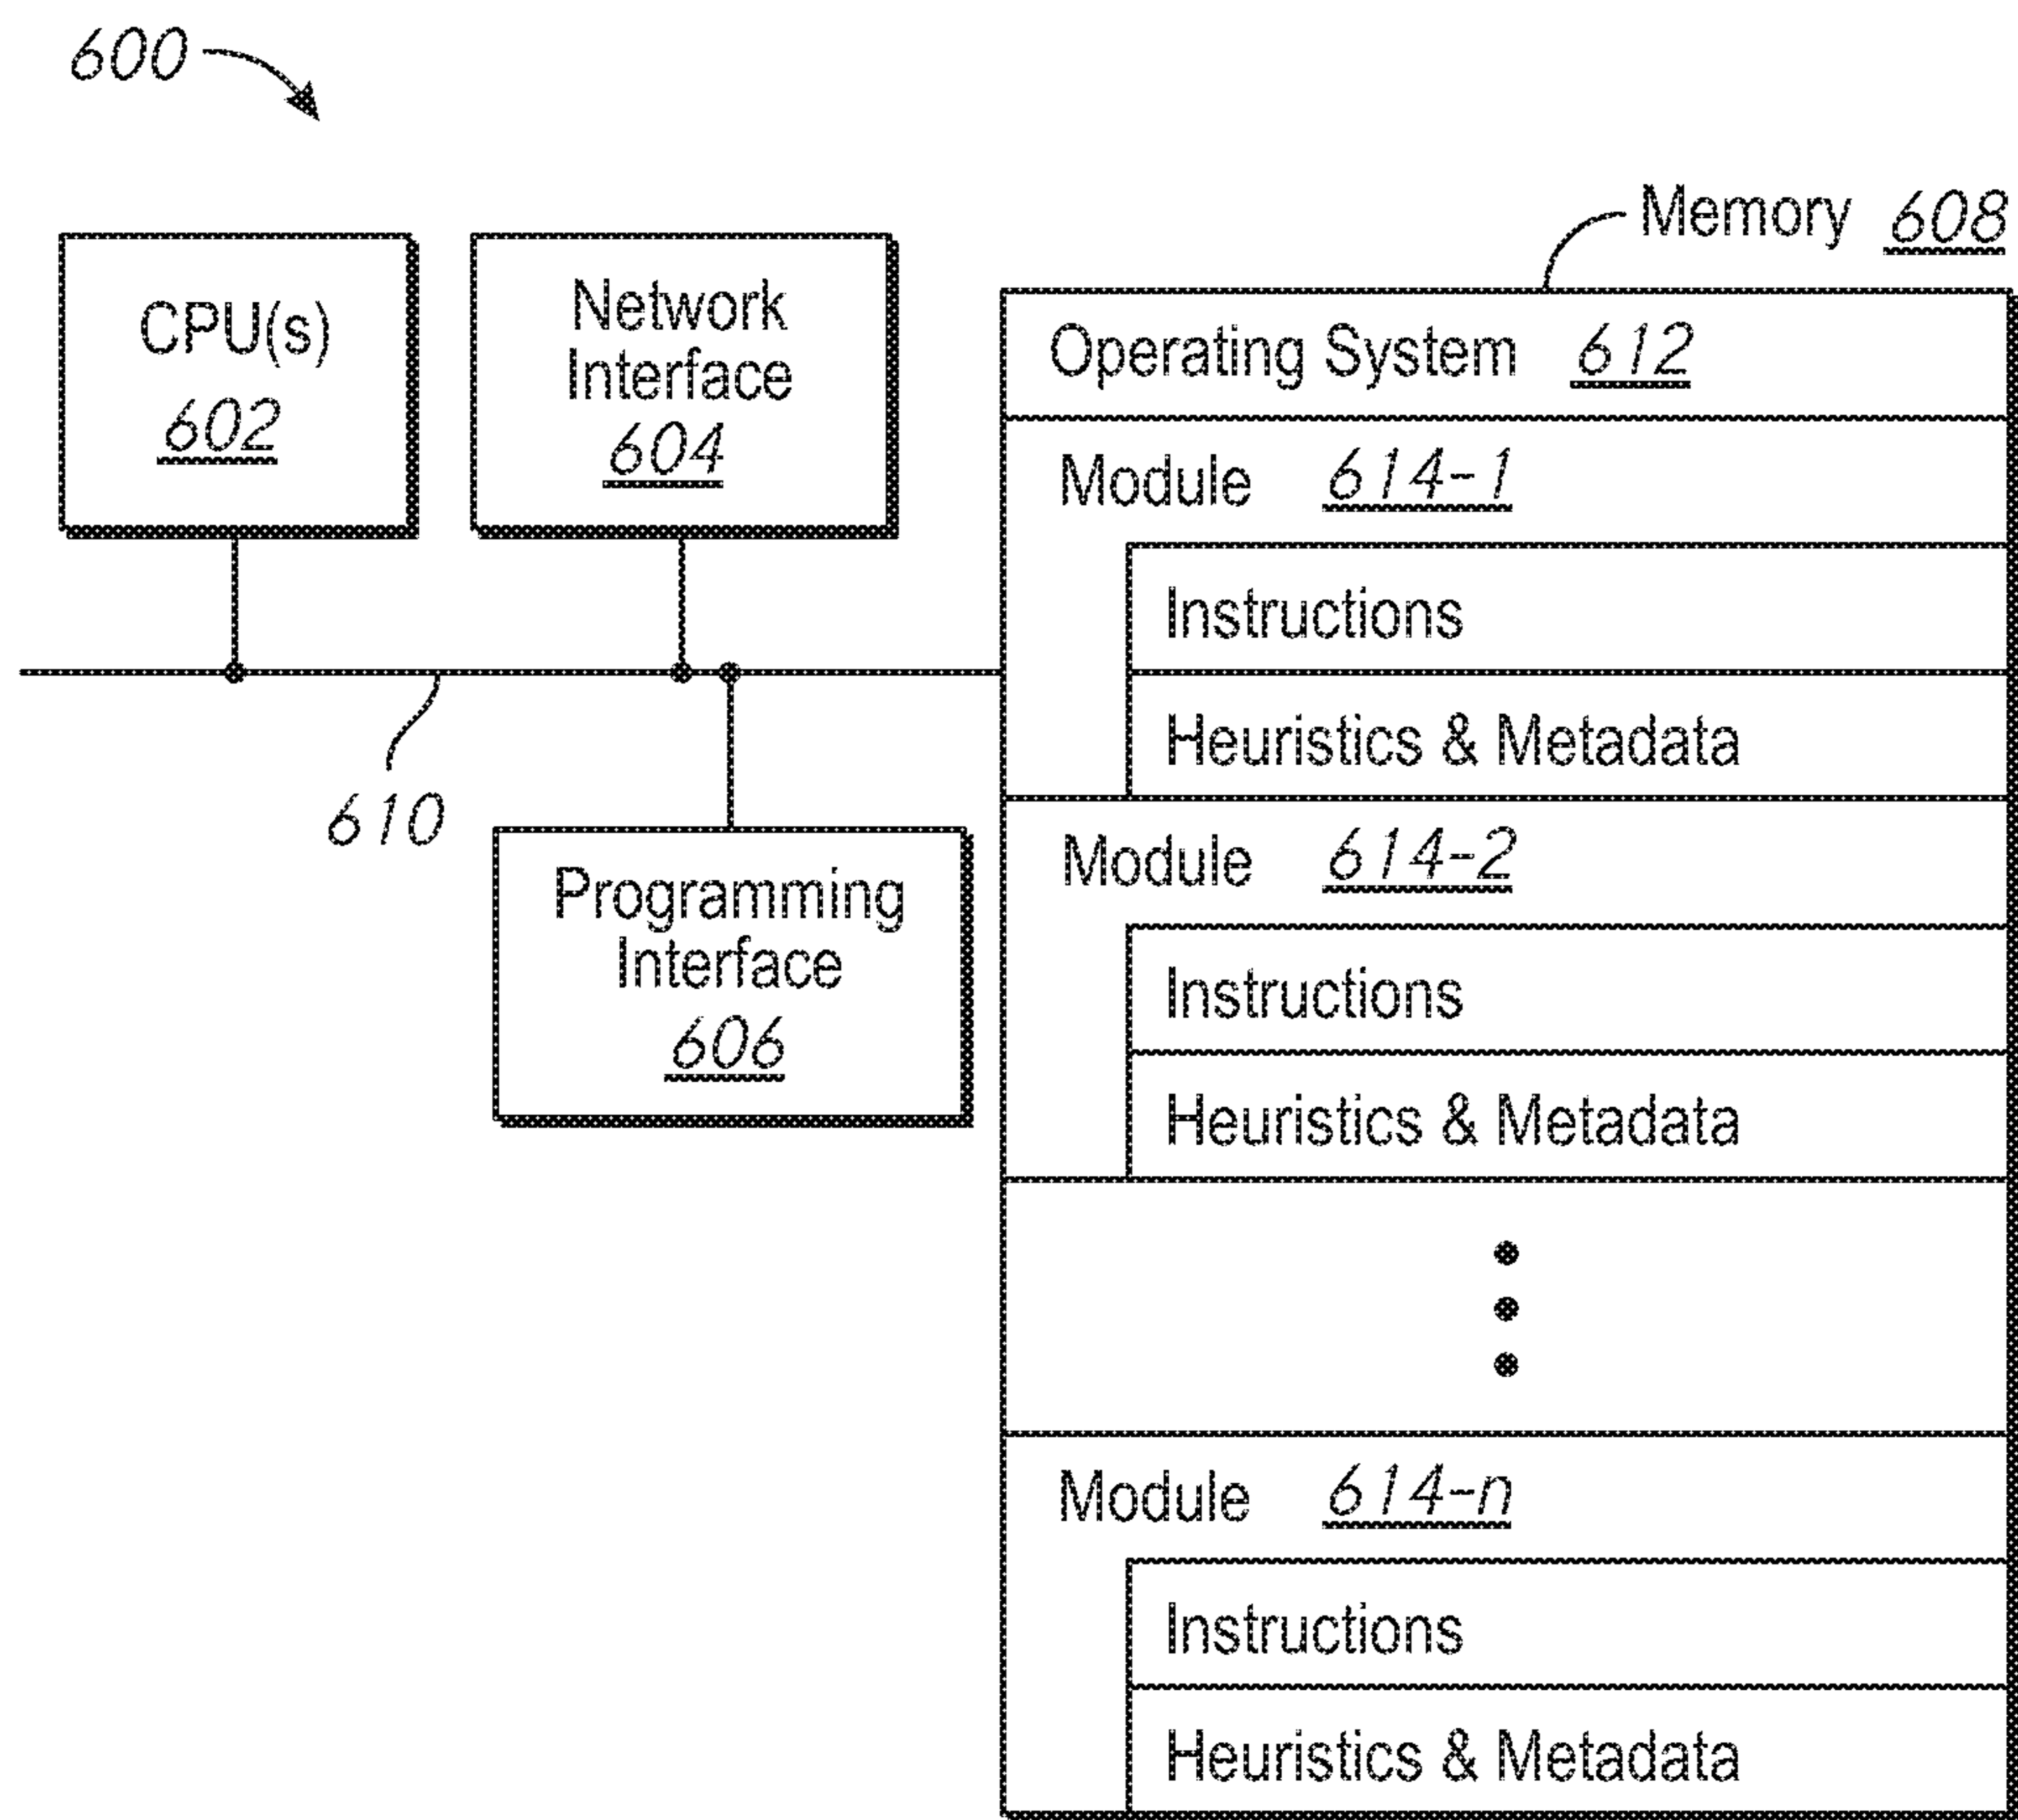 600
CPU(s)
602
Network
Interface
604
Memory 608
Operating System 612
Module 614-1
Instructions
Heuristics & Metadata
610
Programming
Interface
606
Module 614-2
Instructions
Heuristics & Metadata
Module 614-n
Instructions
Heuristics & Metadata